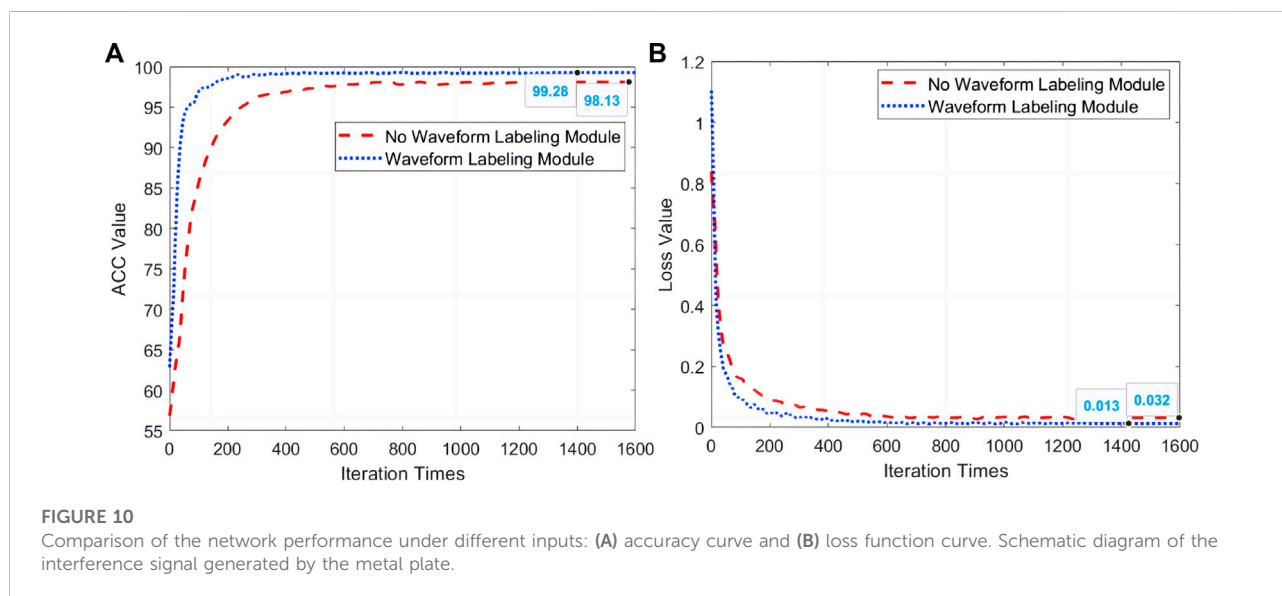 A
100
95
90
85
80
75
70
65
60
55
ACC Value
99.28
98.13
No Waveform Labeling Module
Waveform Labeling Module
0 200 400 600 800 1000 1200 1400 1600
Iteration Times
B
1.2
1
0.8
0.6
0.4
0.2
0
Loss Value
No Waveform Labeling Module
Waveform Labeling Module
0.013
0.032
0 200 400 600 800 1000 1200 1400 1600
Iteration Times
FIGURE 10
Comparison of the network performance under different inputs: (A) accuracy curve and (B) loss function curve. Schematic diagram of the
interference signal generated by the metal plate.